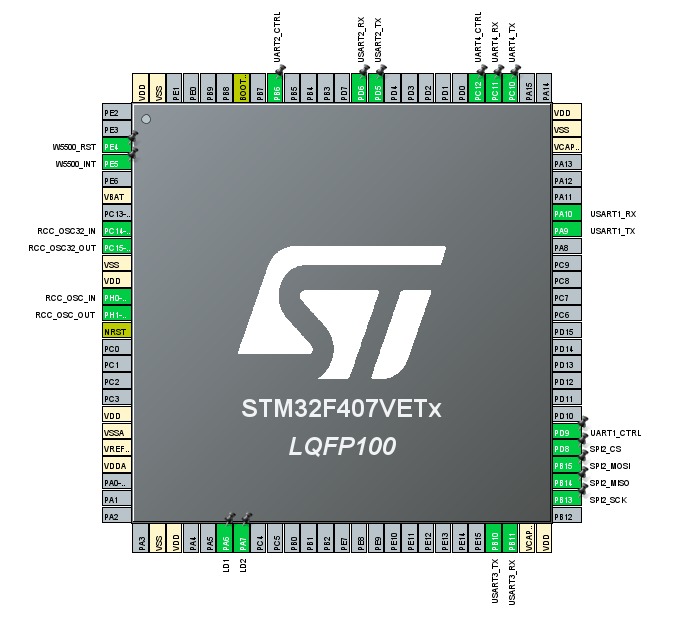 UART2_CTRL
USART2_RX
USART2_TX
UART4_CTRL
UART4_RX
UART4_TX
VDD
VSS
PE1
PE0
PB9
PB8
BOOT..
PB7
PB6
PB5
PB4
PB3
PD7
PD6
PD5
PD4
PD3
PD2
PD1
PD0
PC12
PC11
PC10
PA15
PA14
PE2
PE3
W5500_RST PE4
W5500_INT PE5
PE6
VBAT
PC13-..
RCC_OSC32_IN PC14-..
RCC_OSC32_OUT PC15-..
VSS
VDD
RCC_OSC_IN PH0-..
RCC_OSC_OUT PH1-..
NRST
PC0
PC1
PC2
PC3
VDD
VSSA
VREF..
VDDA
PA0-..
PA1
PA2
ST
STM32F407VETx
LQFP100
VDD
VSS
VCAP..
PA13
PA12
PA11
PA10 USART1_RX
PA9 USART1_TX
PA8
PC9
PC8
PC7
PC6
PD15
PD14
PD13
PD12
PD11
PD10
PD9 UART1_CTRL
PD8 SPI2_CS
PB15 SPI2_MOSI
PB14 SPI2_MISO
PB13 SPI2_SCK
PB12
PA3
VSS
VDD
PA4
PA5
PA6
PA7
PC4
PC5
PB0
PB1
PB2
PE7
PE8
PE9
PE10
PE11
PE12
PE13
PE14
PE15
PB10
PB11
VCAP..
VDD
LD1
LD2
USART3_TX
USART3_RX